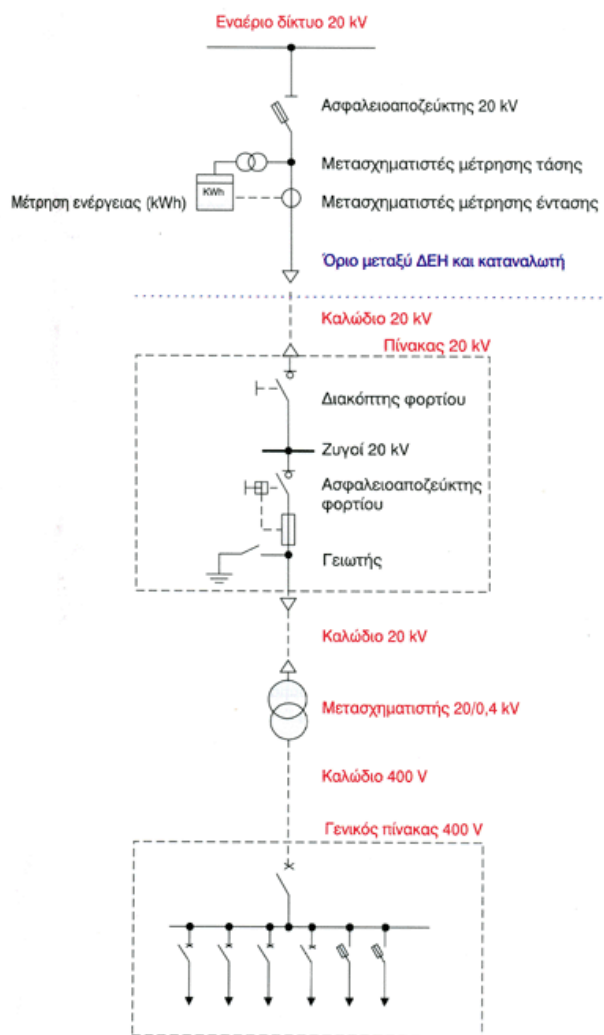 Εναέριο δίκτυο 20 kV
Ασφαλειοαποζεύκτης 20 kV
Μετασχηματιστές μέτρησης τάσης
KWh
Μέτρηση ενέργειας (kWh)
Μετασχηματιστές μέτρησης έντασης
Όριο μεταξύ ΔΕΗ και καταναλωτή
Καλώδιο 20 kV
Πίνακας 20 kV
Διακόπτης φορτίου
Ζυγοί 20 kV
Ασφαλειοαποζεύκτης
φορτίου
Γειωτής
Καλώδιο 20 kV
Μετασχηματιστής 20/0,4 kV
Καλώδιο 400 V
Γενικός πίνακας 400 V